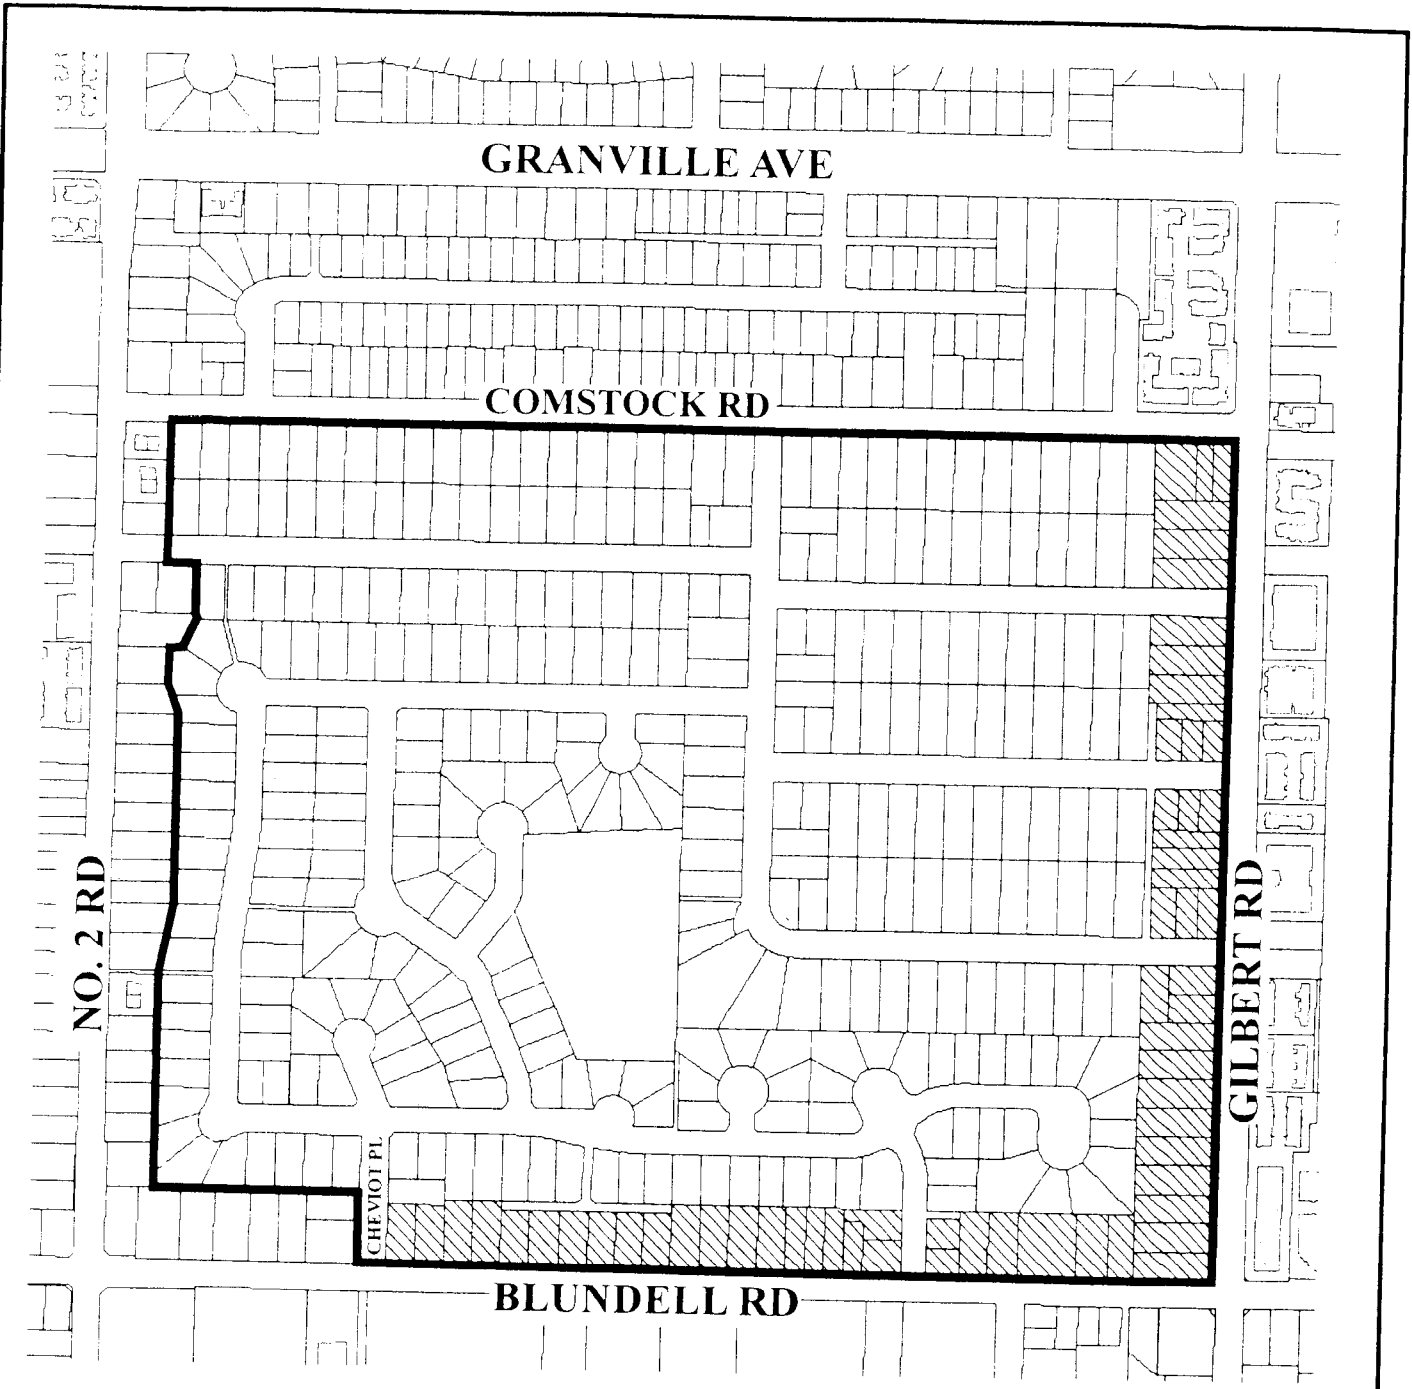 GRANVILLE AVE
COMSTOCK RD
NO. 2 RD
GILBERT RD
CHEVIOT PL
BLUNDELL RD